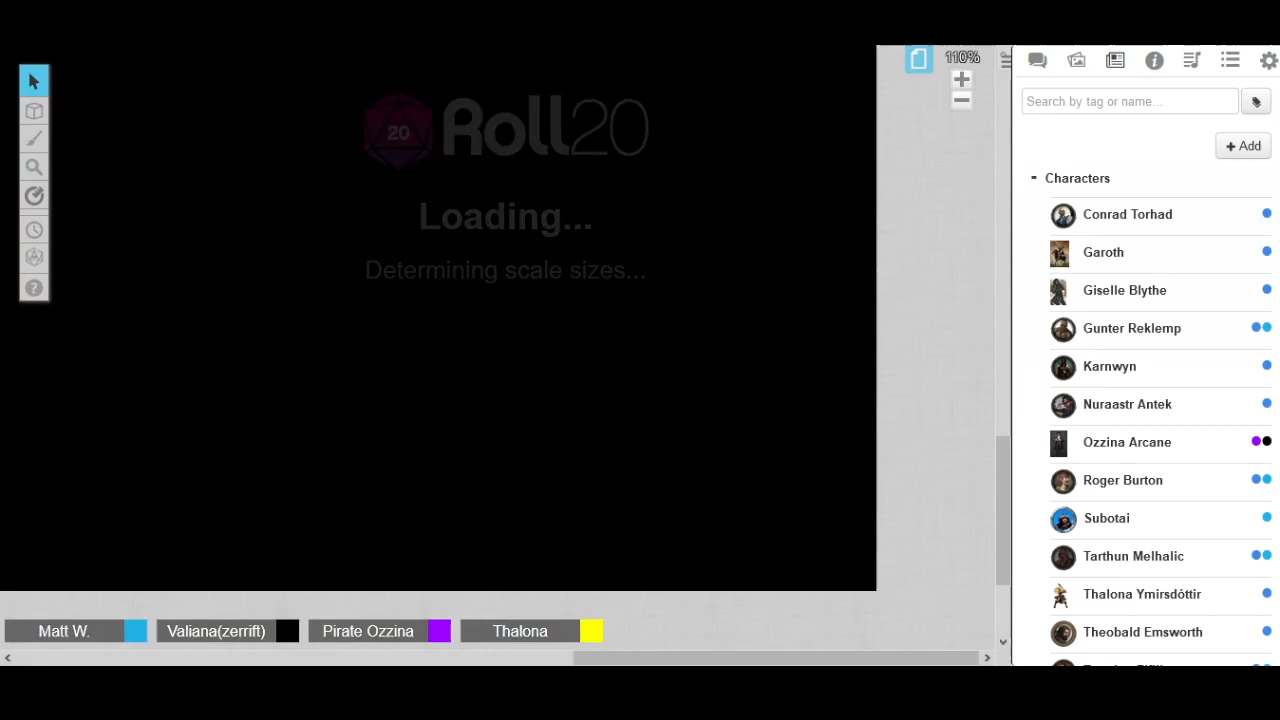 110%
Search by tag or name...
+ Add
20
Roll20
Loading...
Determining scale sizes...
- Characters
Conrad Torhad
Garoth
Giselle Blythe
Gunter Reklemp
Karnwyn
Nuraastr Antek
Ozzina Arcane
Roger Burton
Subotai
Tarthun Melhalic
Thalona Ymirsdóttir
Theobald Emsworth
Matt W.
Valiana(zerrift)
Pirate Ozzina
Thalona